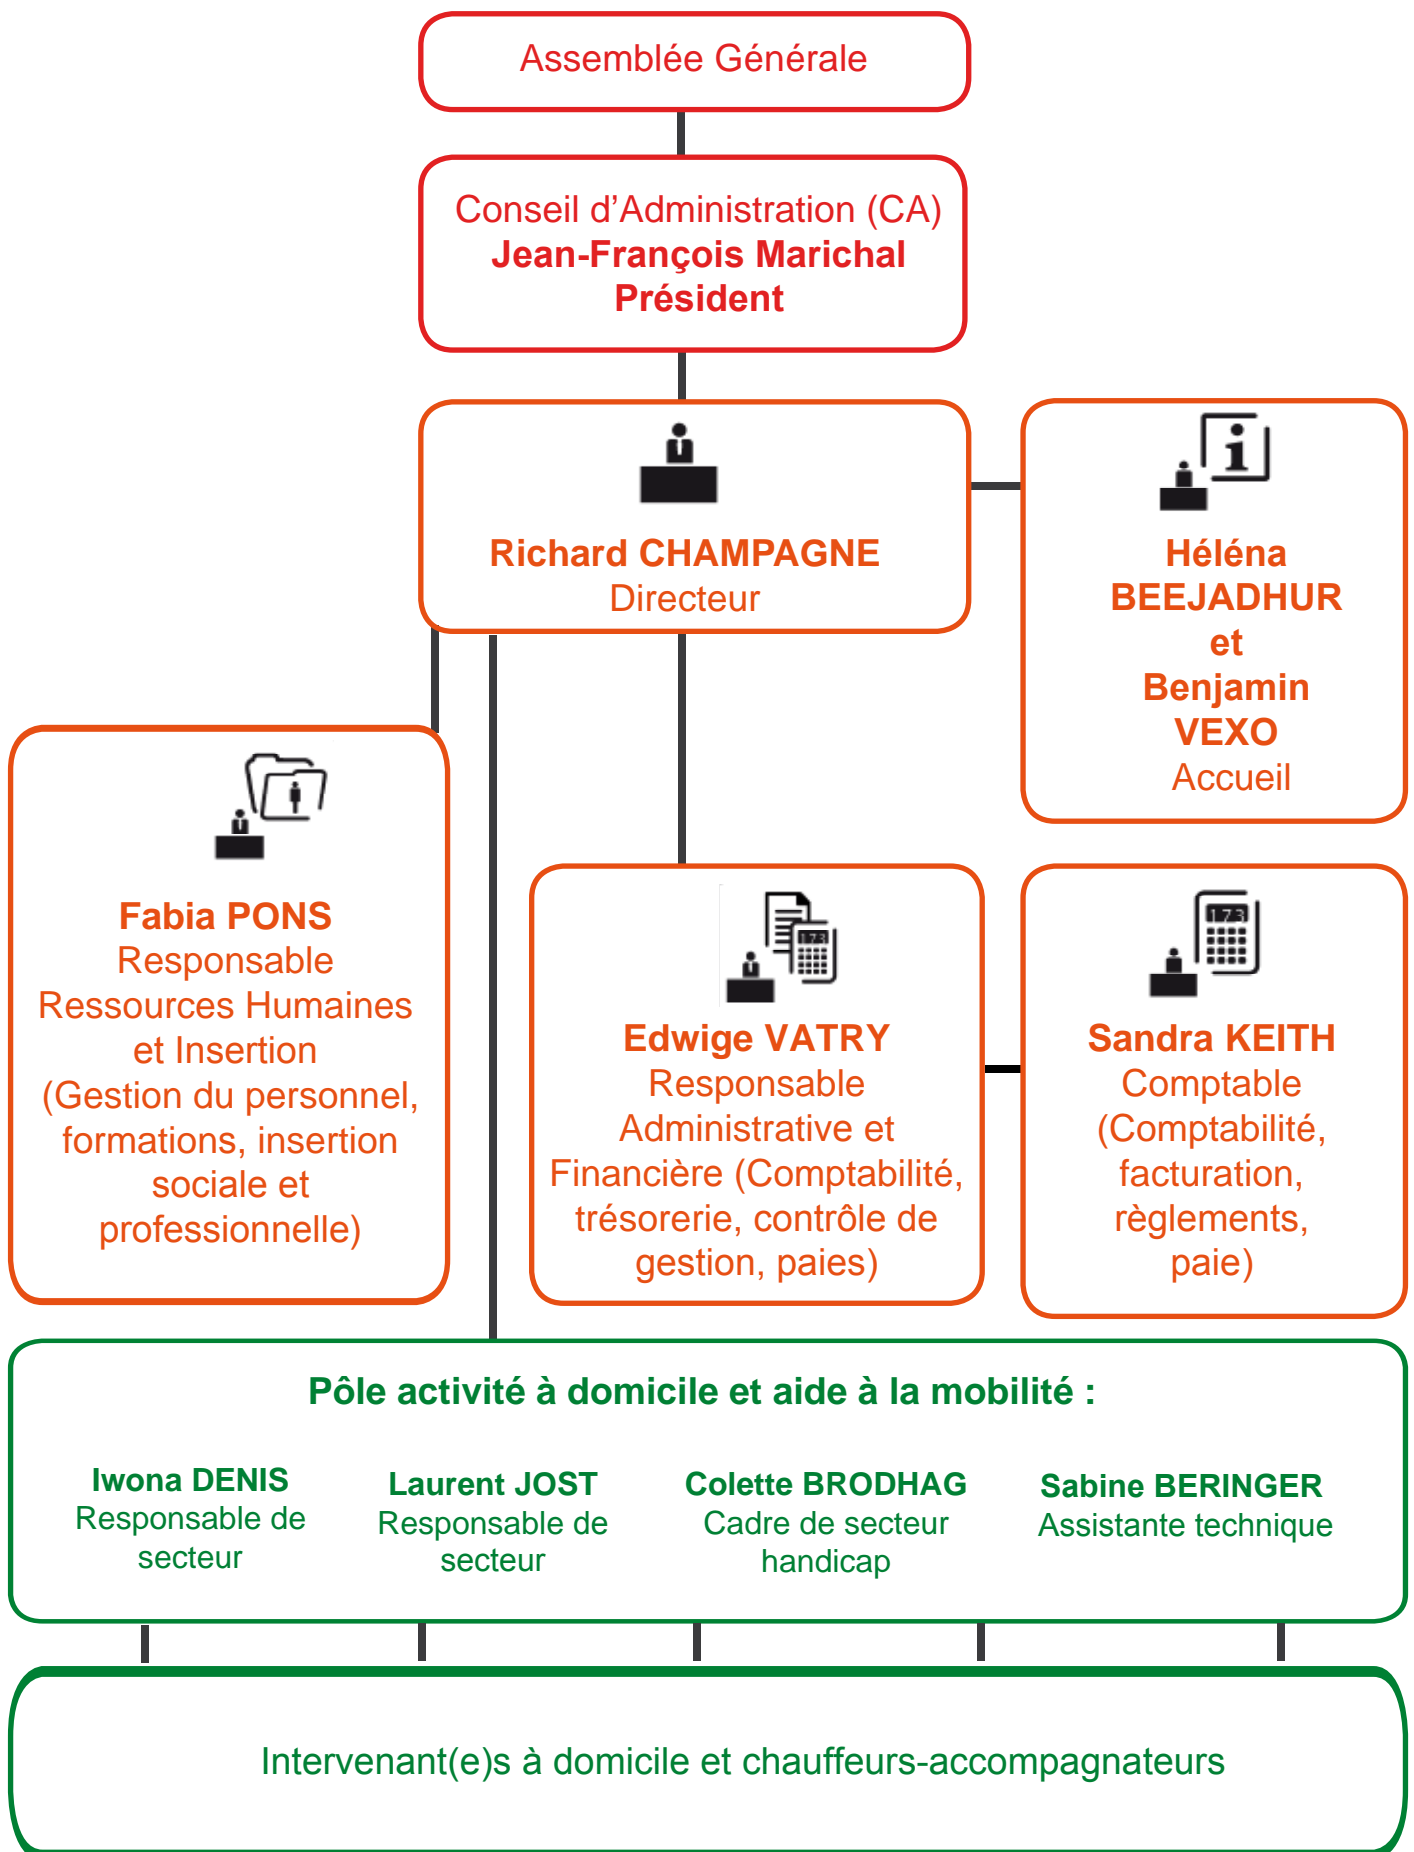 Assemblée Générale
Conseil d’Administration (CA)
Jean-François Marichal
Président
Richard CHAMPAGNE
Directeur
Héléna
BEEJADHUR
et
Benjamin
VEXO
Accueil
Fabia PONS
Responsable
Ressources Humaines
et Insertion
(Gestion du personnel,
formations, insertion
sociale et
professionnelle)
173
Edwige VATRY
Responsable
Administrative et
Financière (Comptabilité,
trésorerie, contrôle de
gestion, paies)
173
Sandra KEITH
Comptable
(Comptabilité,
facturation,
règlements,
paie)
Pôle activité à domicile et aide à la mobilité :
Iwona DENIS
Responsable de
secteur
Laurent JOST
Responsable de
secteur
Colette BRODHAG
Cadre de secteur
handicap
Sabine BERINGER
Assistante technique
Intervenant(e)s à domicile et chauffeurs-accompagnateurs